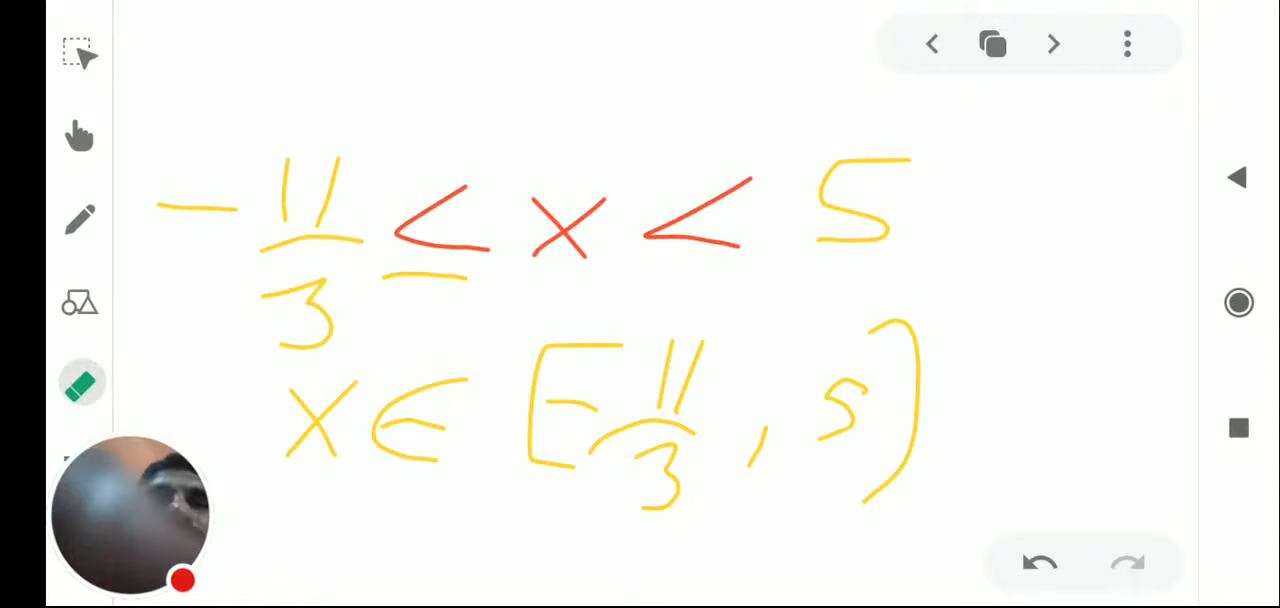 -11/3 ≤ x < 5
x ∈ [-11/3, 5)